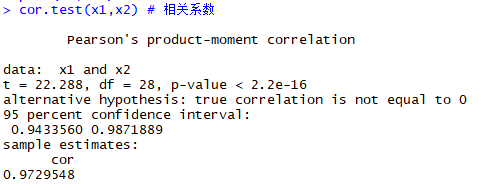 > cor.test(x1,x2) # 相关系数
Pearson's product-moment correlation
data:  x1 and x2
t = 22.288, df = 28, p-value < 2.2e-16
alternative hypothesis: true correlation is not equal to 0
95 percent confidence interval:
 0.9433560 0.9871889
sample estimates:
      cor
0.9729548